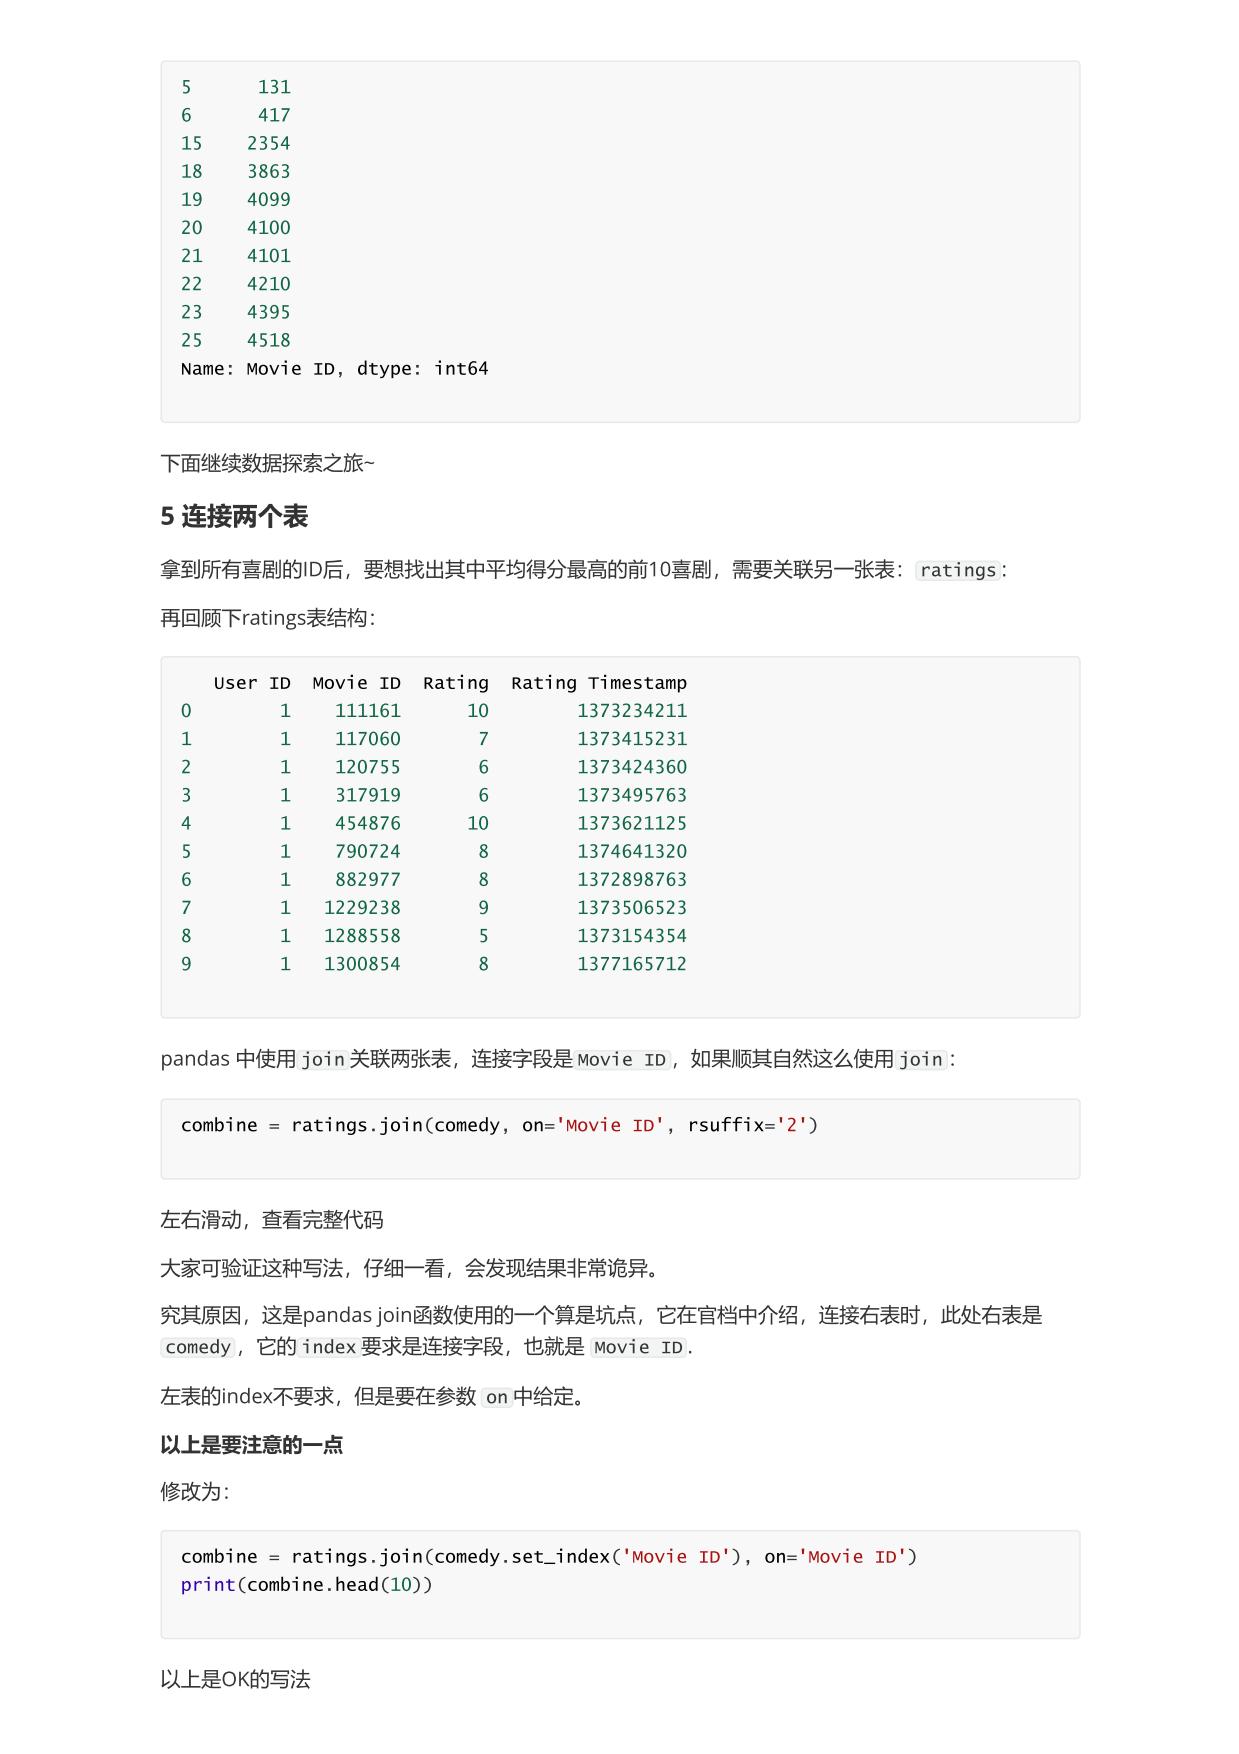 5      131
6      417
15    2354
18    3863
19    4099
20    4100
21    4101
22    4210
23    4395
25    4518
Name: Movie ID, dtype: int64
下面继续数据探索之旅~
5 连接两个表
拿到所有喜剧的ID后，要想找出其中平均得分最高的前10喜剧，需要关联另一张表：ratings：
再回顾下ratings表结构：
   User ID  Movie ID  Rating  Rating Timestamp
0        1    111161      10        1373234211
1        1    117060       7        1373415231
2        1    120755       6        1373424360
3        1    317919       6        1373495763
4        1    454876      10        1373621125
5        1    790724       8        1374641320
6        1    882977       8        1372898763
7        1   1229238       9        1373506523
8        1   1288558       5        1373154354
9        1   1300854       8        1377165712
pandas 中使用join关联两张表，连接字段是Movie ID，如果顺其自然这么使用join：
combine = ratings.join(comedy, on='Movie ID', rsuffix='2')
左右滑动，查看完整代码
大家可验证这种写法，仔细一看，会发现结果非常诡异。
究其原因，这是pandas join函数使用的一个算是坑点，它在官档中介绍，连接右表时，此处右表是
comedy，它的index要求是连接字段，也就是 Movie ID.
左表的index不要求，但是要在参数 on中给定。
以上是要注意的一点
修改为：
combine = ratings.join(comedy.set_index('Movie ID'), on='Movie ID')
print(combine.head(10))
以上是OK的写法